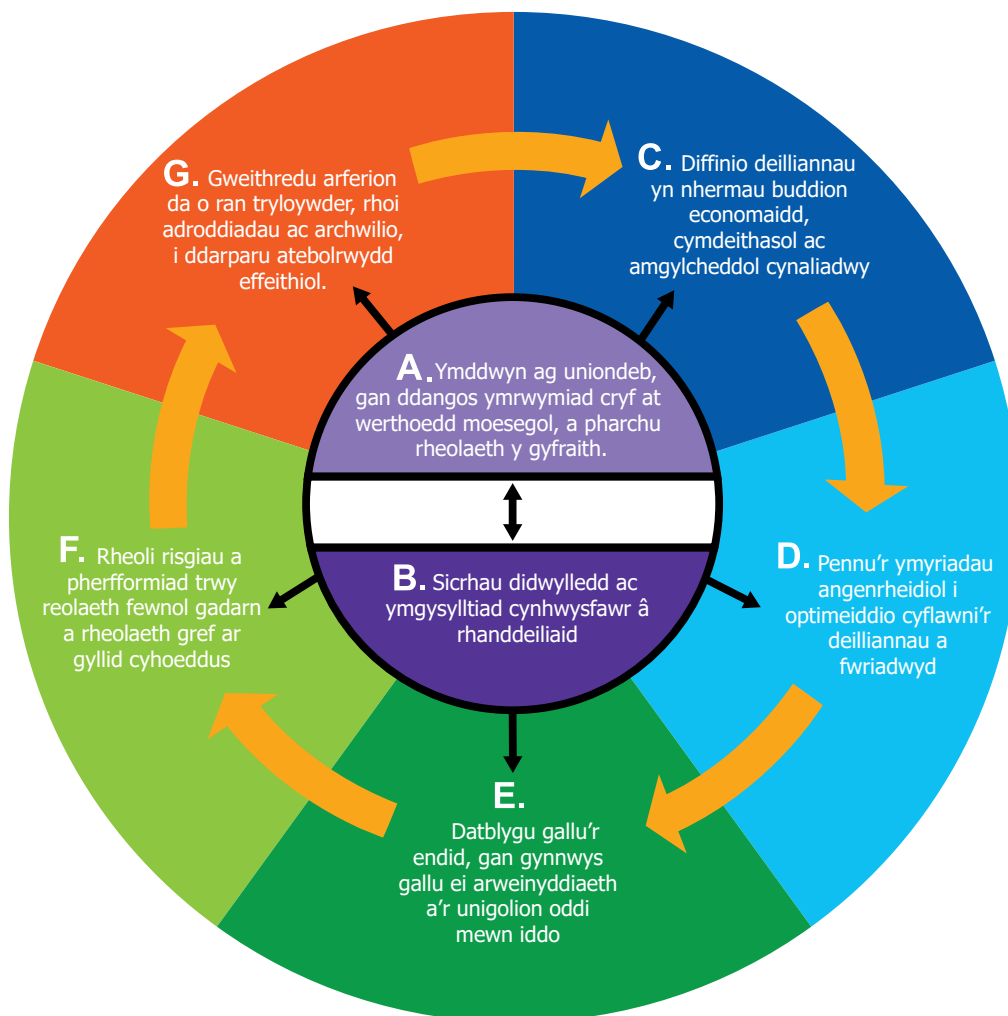 A. Ymddwyn ag uniondeb,
gan ddangos ymrwymiad cryf at
werthoedd moesegol, a pharchu
rheolaeth y gyfraith.
B. Sicrhau didwylledd ac
ymgysylltiad cynhwysfawr â
rhanddeiliaid
C. Diffinio deilliannau
yn nhermau buddion
economaidd,
cymdeithasol ac
amgylcheddol cynaliadwy
D. Pennu’r ymyriadau
angenrheidiol i
optimeiddio cyflawni’r
deilliannau a
fwriadwyd
E.
Datblygu gallu’r
endid, gan gynnwys
gallu ei arweinyddiaeth
a’r unigolion oddi
mewn iddo
F. Rheoli risgiau a
pherfformiad trwy
reolaeth fewnol gadarn
a rheolaeth gref ar
gyllid cyhoeddus
G. Gweithredu arferion
da o ran tryloywder, rhoi
adroddiadau ac archwilio,
i ddarparu atebolrwydd
effeithiol.